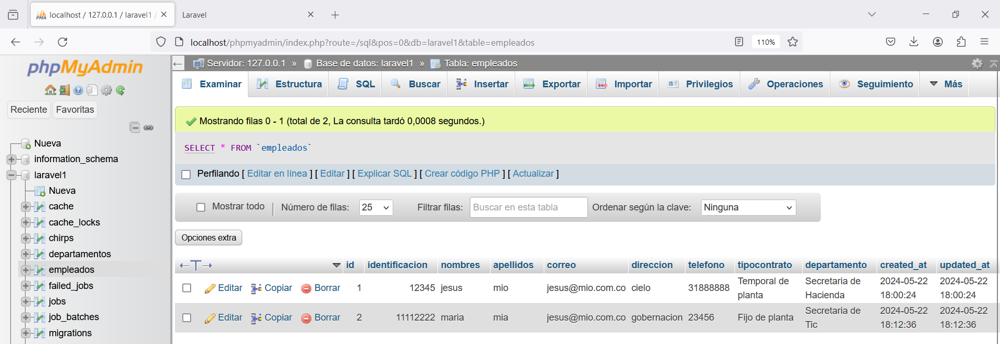 localhost / 127.0.0.1 / laravel1 /
Laravel
localhost/phpmyadmin/index.php?route=/sql&pos=0&db=laravel1&table=empleados
110%
phpMyAdmin
Reciente
Favoritas
Nueva
information_schema
laravel1
Nueva
cache
cache_locks
chirps
departamentos
empleados
failed_jobs
jobs
job_batches
migrations
Servidor: 127.0.0.1 » Base de datos: laravel1 » Tabla: empleados
Examinar Estructura SQL Buscar Insertar Exportar Importar Privilegios Operaciones Seguimiento Más
Mostrando filas 0 - 1 (total de 2, La consulta tardó 0,0008 segundos.)
SELECT * FROM `empleados`
Perfilando [ Editar en línea ] [ Editar ] [ Explicar SQL ] [ Crear código PHP ] [ Actualizar ]
Mostrar todo Número de filas: 25 Filtrar filas: Buscar en esta tabla Ordenar según la clave: Ninguna
Opciones extra
←T→ id identificacion nombres apellidos correo direccion telefono tipocontrato departamento created_at updated_at
Editar Copiar Borrar 1 12345 jesus mio jesus@mio.com.co cielo 31888888 Temporal de planta Secretaria de Hacienda 2024-05-22 18:00:24 2024-05-22 18:00:24
Editar Copiar Borrar 2 11112222 maria mia jesus@mio.com.co gobernacion 23456 Fijo de planta Secretaria de Tic 2024-05-22 18:12:36 2024-05-22 18:12:36